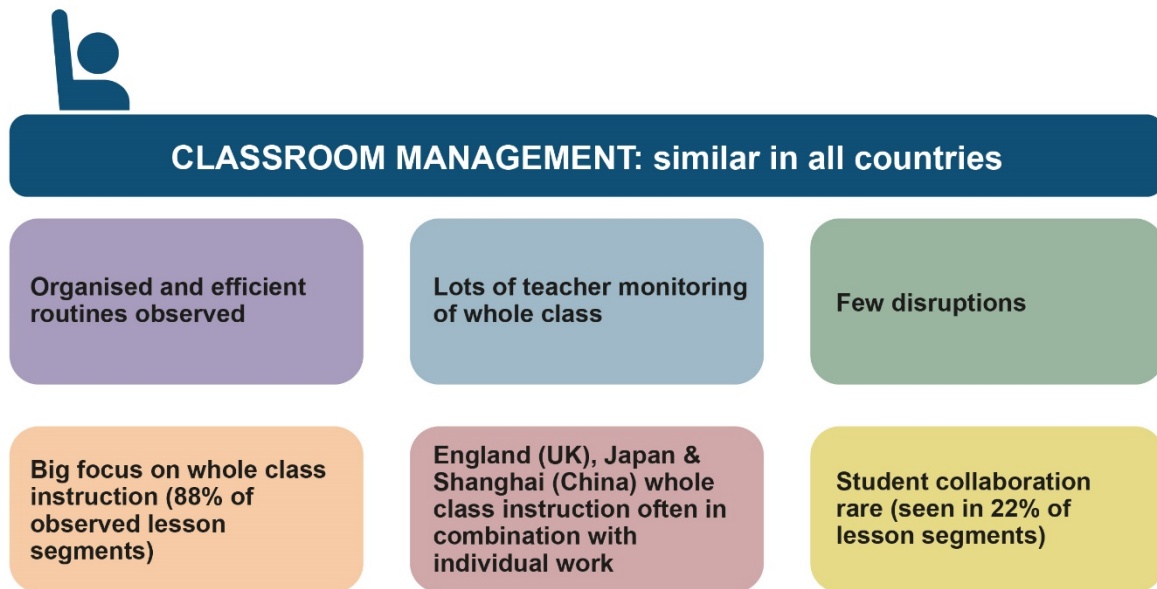 CLASSROOM MANAGEMENT: similar in all countries
Organised and efficient
routines observed
Lots of teacher monitoring
of whole class
Few disruptions
Big focus on whole class
instruction (88% of
observed lesson
segments)
England (UK), Japan &
Shanghai (China) whole
class instruction often in
combination with
individual work
Student collaboration
rare (seen in 22% of
lesson segments)